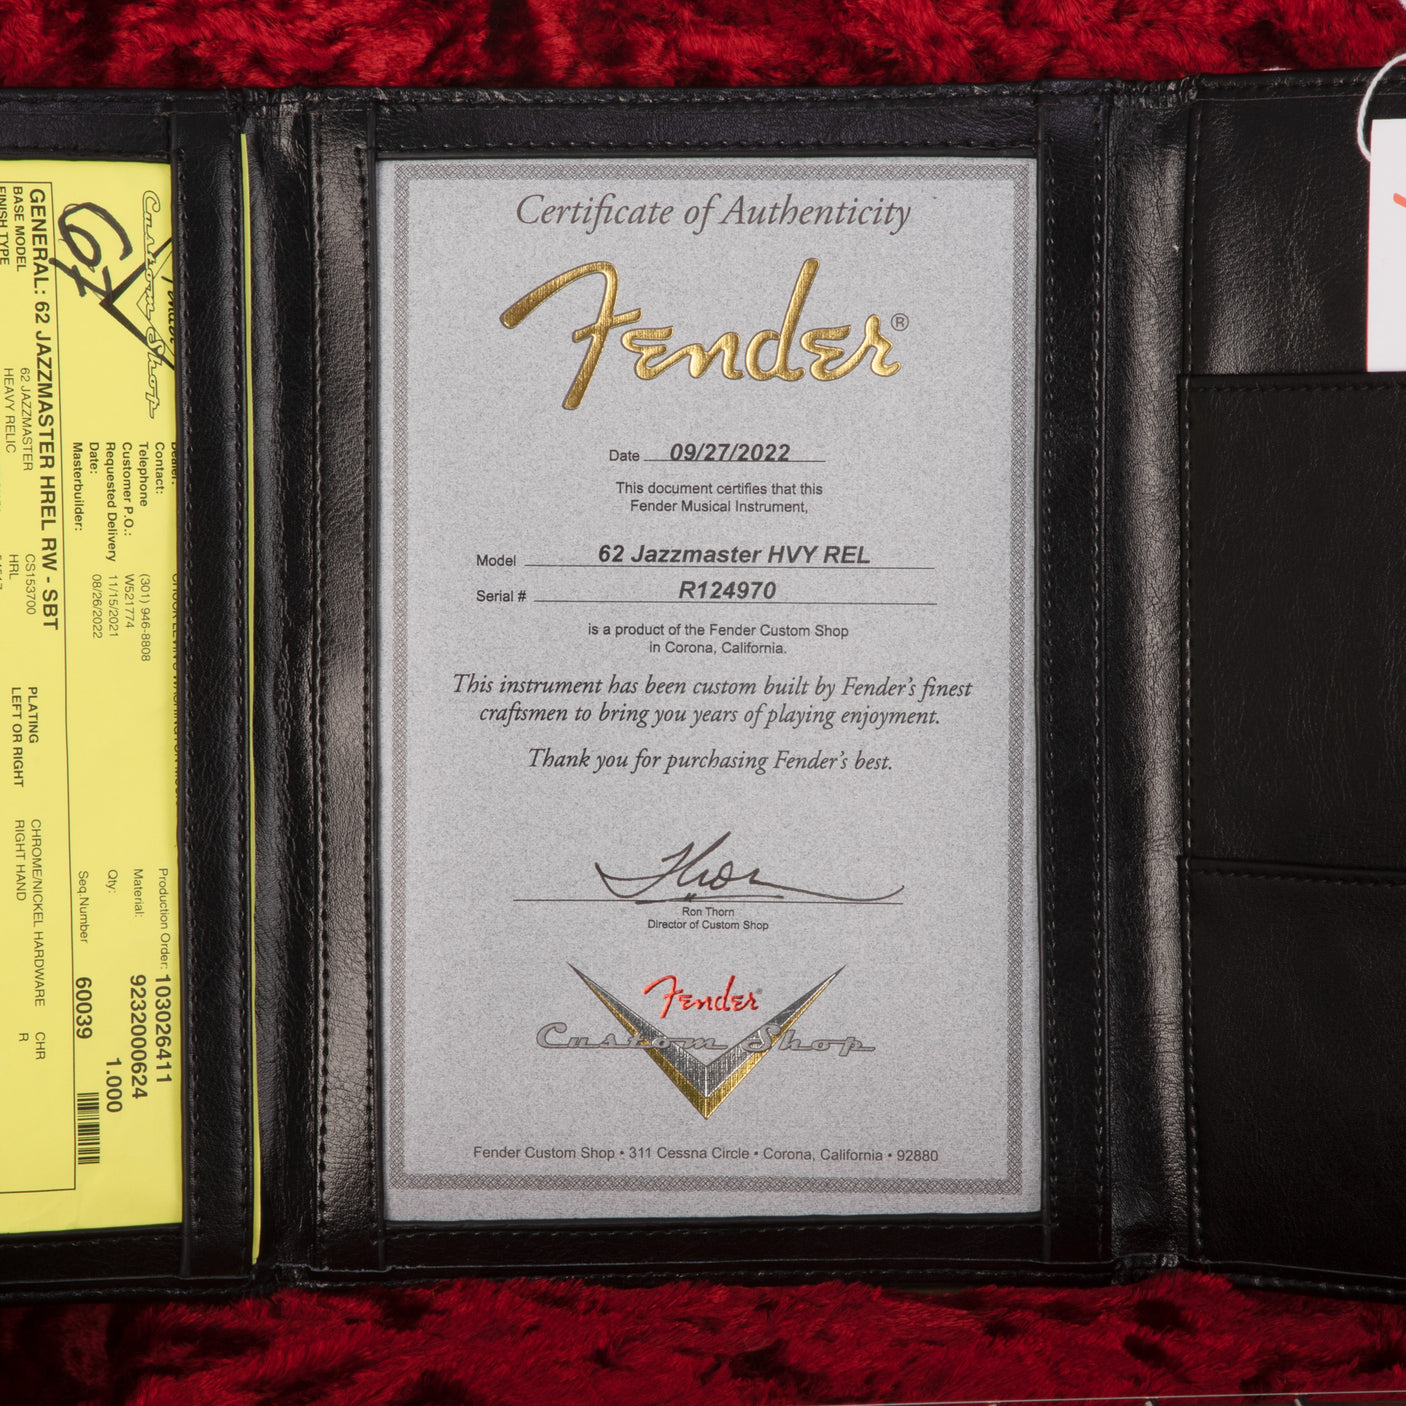 Certificate of Authenticity
Fender®
Date 09/27/2022
This document certifies that this
Fender Musical Instrument,
Model 62 Jazzmaster HVY REL
Serial # R124970
is a product of the Fender Custom Shop
in Corona, California.
This instrument has been custom built by Fender's finest
craftsmen to bring you years of playing enjoyment.
Thank you for purchasing Fender's best.
Ron Thorn
Director of Custom Shop
Fender
Custom Shop
Fender Custom Shop • 311 Cessna Circle • Corona, California • 92880
Fender
Custom Shop
Contact:
Telephone (301) 946-8808
Customer P.O.: W521774
Requested Delivery 11/15/2021
Date: 08/26/2022
Masterbuilder:
Production Order: 103026411
Material: 9232000624
Qty: 1.000
Seq.Number 60039
GENERAL: 62 JAZZMASTER HREL RW - SBT
BASE MODEL 62 JAZZMASTER CS153700 PLATING CHROME/NICKEL HARDWARE CHR
FINISH TYPE HEAVY RELIC HRL LEFT OR RIGHT RIGHT HAND R